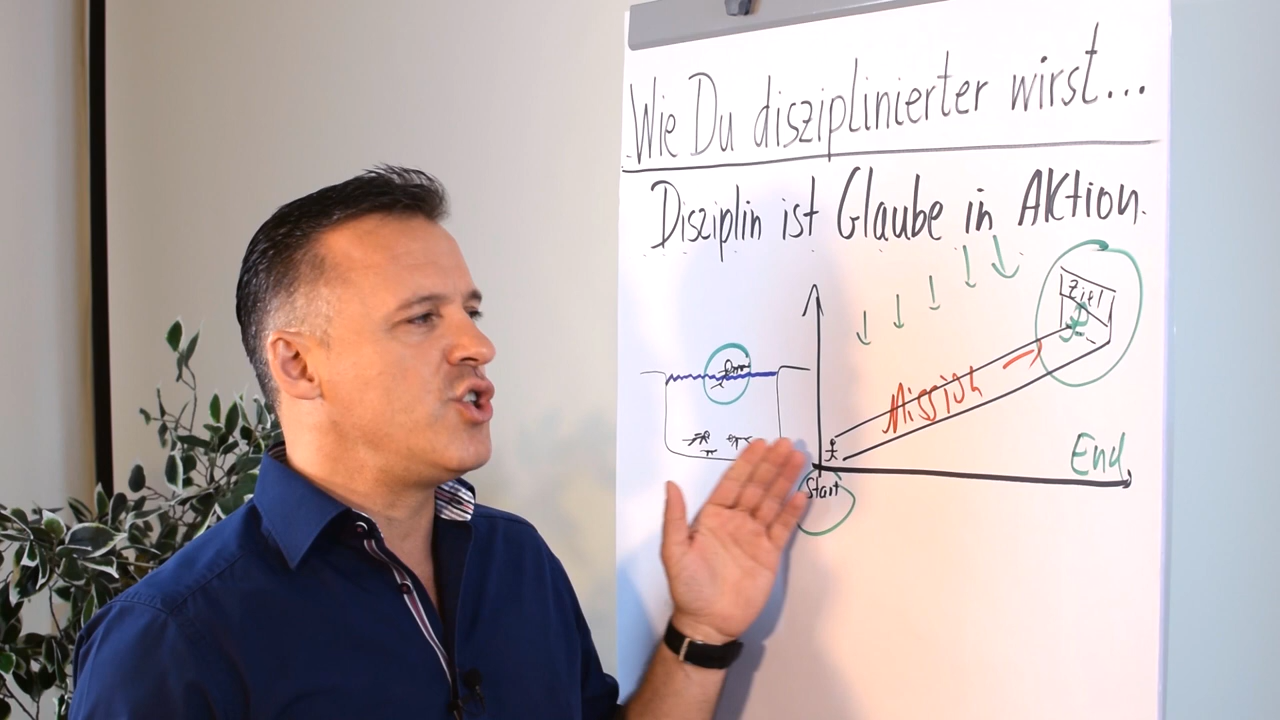 Wie Du disziplinierter wirst...
Disziplin ist Glaube in Aktion.
Ziel
Mission
End
Start